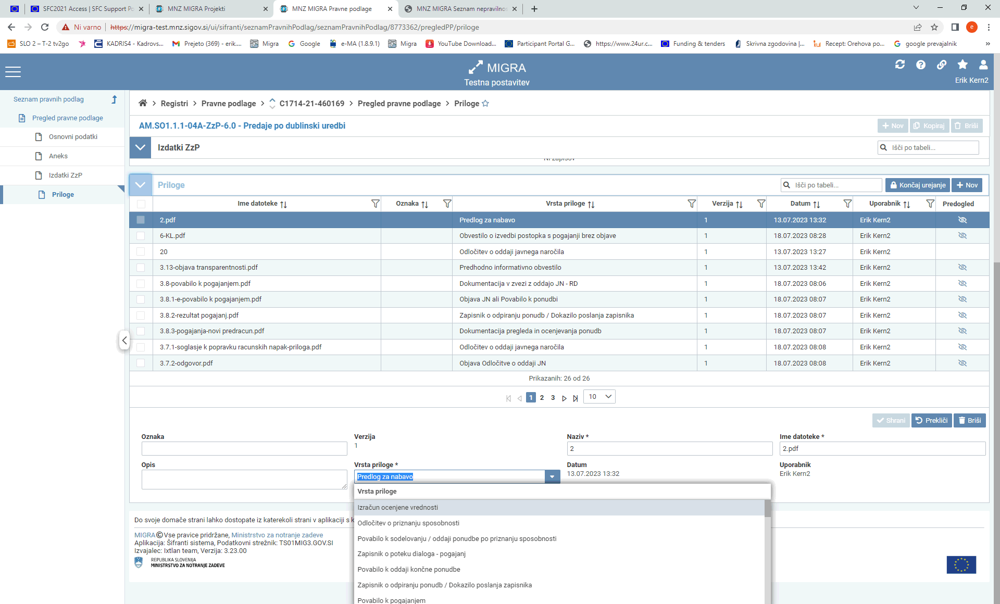 SFC2021 Access | SFC Support Po
MNZ MIGRA Projekti
MNZ MIGRA Pravne podlage
MNZ MIGRA Seznam nepravilnos
Ni varno
https://migra-test.mnz.sigov.si/ui/sifranti/seznamPravnihPodlag/seznamPravnihPodlag/8773362/pregledPP/priloge
e
SLO 2 – T-2 tv2go
KADRIS4 - Kadrovs...
Prejeto (369) - erik....
Migra
Google
e-MA (1.8.9.1)
Migra
YouTube Download...
Participant Portal G...
https://www.24ur.c...
Funding & tenders
Skrivna zgodovina |...
Recept: Orehova po...
google prevajalnik
MIGRA
Testna postavitev
Erik Kern2
Seznam pravnih podlag
Pregled pravne podlage
Osnovni podatki
Aneks
Izdatki ZzP
Priloge
Registri > Pravne podlage > C1714-21-460169 > Pregled pravne podlage > Priloge
AM.SO1.1.1-04A-ZzP-6.0 - Predaje po dublinski uredbi
Nov Kopiraj Briši
Izdatki ZzP
Išči po tabeli...
Ni zapisov
Priloge
Išči po tabeli...
Končaj urejanje
Nov
Ime datoteke Oznaka Vrsta priloge Verzija Datum Uporabnik Predogled
2.pdf Predlog za nabavo 1 13.07.2023 13:32 Erik Kern2
6-KL.pdf Obvestilo o izvedbi postopka s pogajanji brez objave 1 18.07.2023 08:28 Erik Kern2
20 Odločitev o oddaji javnega naročila 1 13.07.2023 13:27 Erik Kern2
3.13-objava transparentnosti.pdf Predhodno informativno obvestilo 1 13.07.2023 13:42 Erik Kern2
3.8-povabilo k pogajanjem.pdf Dokumentacija v zvezi z oddajo JN - RD 1 18.07.2023 08:06 Erik Kern2
3.8.1-e-povabilo k pogajanjem.pdf Objava JN ali Povabilo k ponudbi 1 18.07.2023 08:07 Erik Kern2
3.8.2-rezultat pogajanj.pdf Zapisnik o odpiranju ponudb / Dokazilo poslanja zapisnika 1 18.07.2023 08:07 Erik Kern2
3.8.3-pogajanja-novi predracun.pdf Dokumentacija pregleda in ocenjevanja ponudb 1 18.07.2023 08:07 Erik Kern2
3.7.1-soglasje k popravku racunskih napak-priloga.pdf Odločitev o oddaji javnega naročila 1 18.07.2023 08:08 Erik Kern2
3.7.2-odgovor.pdf Objava Odločitve o oddaji JN 1 18.07.2023 08:08 Erik Kern2
Prikazanih: 26 od 26
1 2 3 10
Shrani Prekliči Briši
Oznaka Verzija Naziv * Ime datoteke *
1 2 2.pdf
Opis Vrsta priloge * Datum Uporabnik
Predlog za nabavo 13.07.2023 13:32 Erik Kern2
Vrsta priloge
Izračun ocenjene vrednosti
Odločitev o priznanju sposobnosti
Povabilo k sodelovanju / oddaji ponudbe po priznanju sposobnosti
Zapisnik o poteku dialoga - pogajanj
Povabilo k oddaji končne ponudbe
Zapisnik o odpiranju ponudb / Dokazilo poslanja zapisnika
Povabilo k pogajanjem
Do svoje domače strani lahko dostopate iz katerekoli strani v aplikaciji s k
MIGRA©Vse pravice pridržane, Ministrstvo za notranje zadeve
Aplikacija: Šifranti sistema, Podatkovni strežnik: TS01MIG3.GOV.SI
Izvajalec: Ixtlan team, Verzija: 3.23.00
REPUBLIKA SLOVENIJA
MINISTRSTVO ZA NOTRANJE ZADEVE